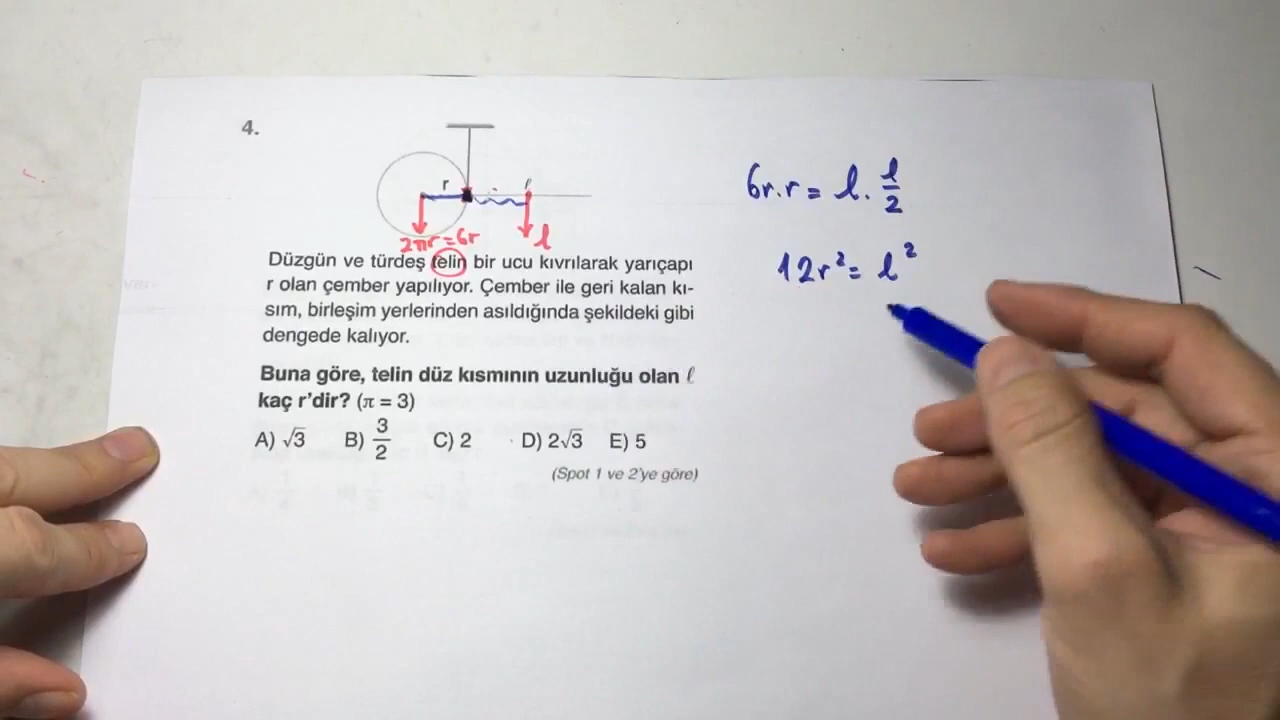 4.
r
ℓ
2πr=6r
ℓ
Düzgün ve türdeş telin bir ucu kıvrılarak yarıçapı
r olan çember yapılıyor. Çember ile geri kalan kı-
sım, birleşim yerlerinden asıldığında şekildeki gibi
dengede kalıyor.
Buna göre, telin düz kısmının uzunluğu olan ℓ
kaç r'dir? (π = 3)
A) √3 B) 3/2 C) 2 D) 2√3 E) 5
(Spot 1 ve 2'ye göre)
6r.r = ℓ.ℓ/2
12r² = ℓ²